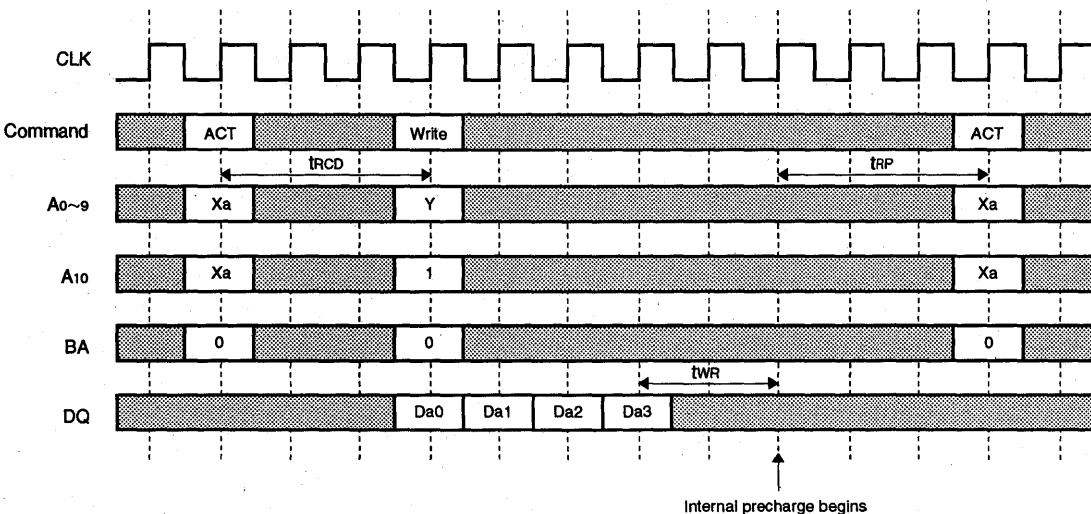 CLK
Command ACT Write ACT
tRCD tRP
A0~9 Xa Y Xa
A10 Xa 1 Xa
BA 0 0 0
tWR
DQ Da0 Da1 Da2 Da3
Internal precharge begins